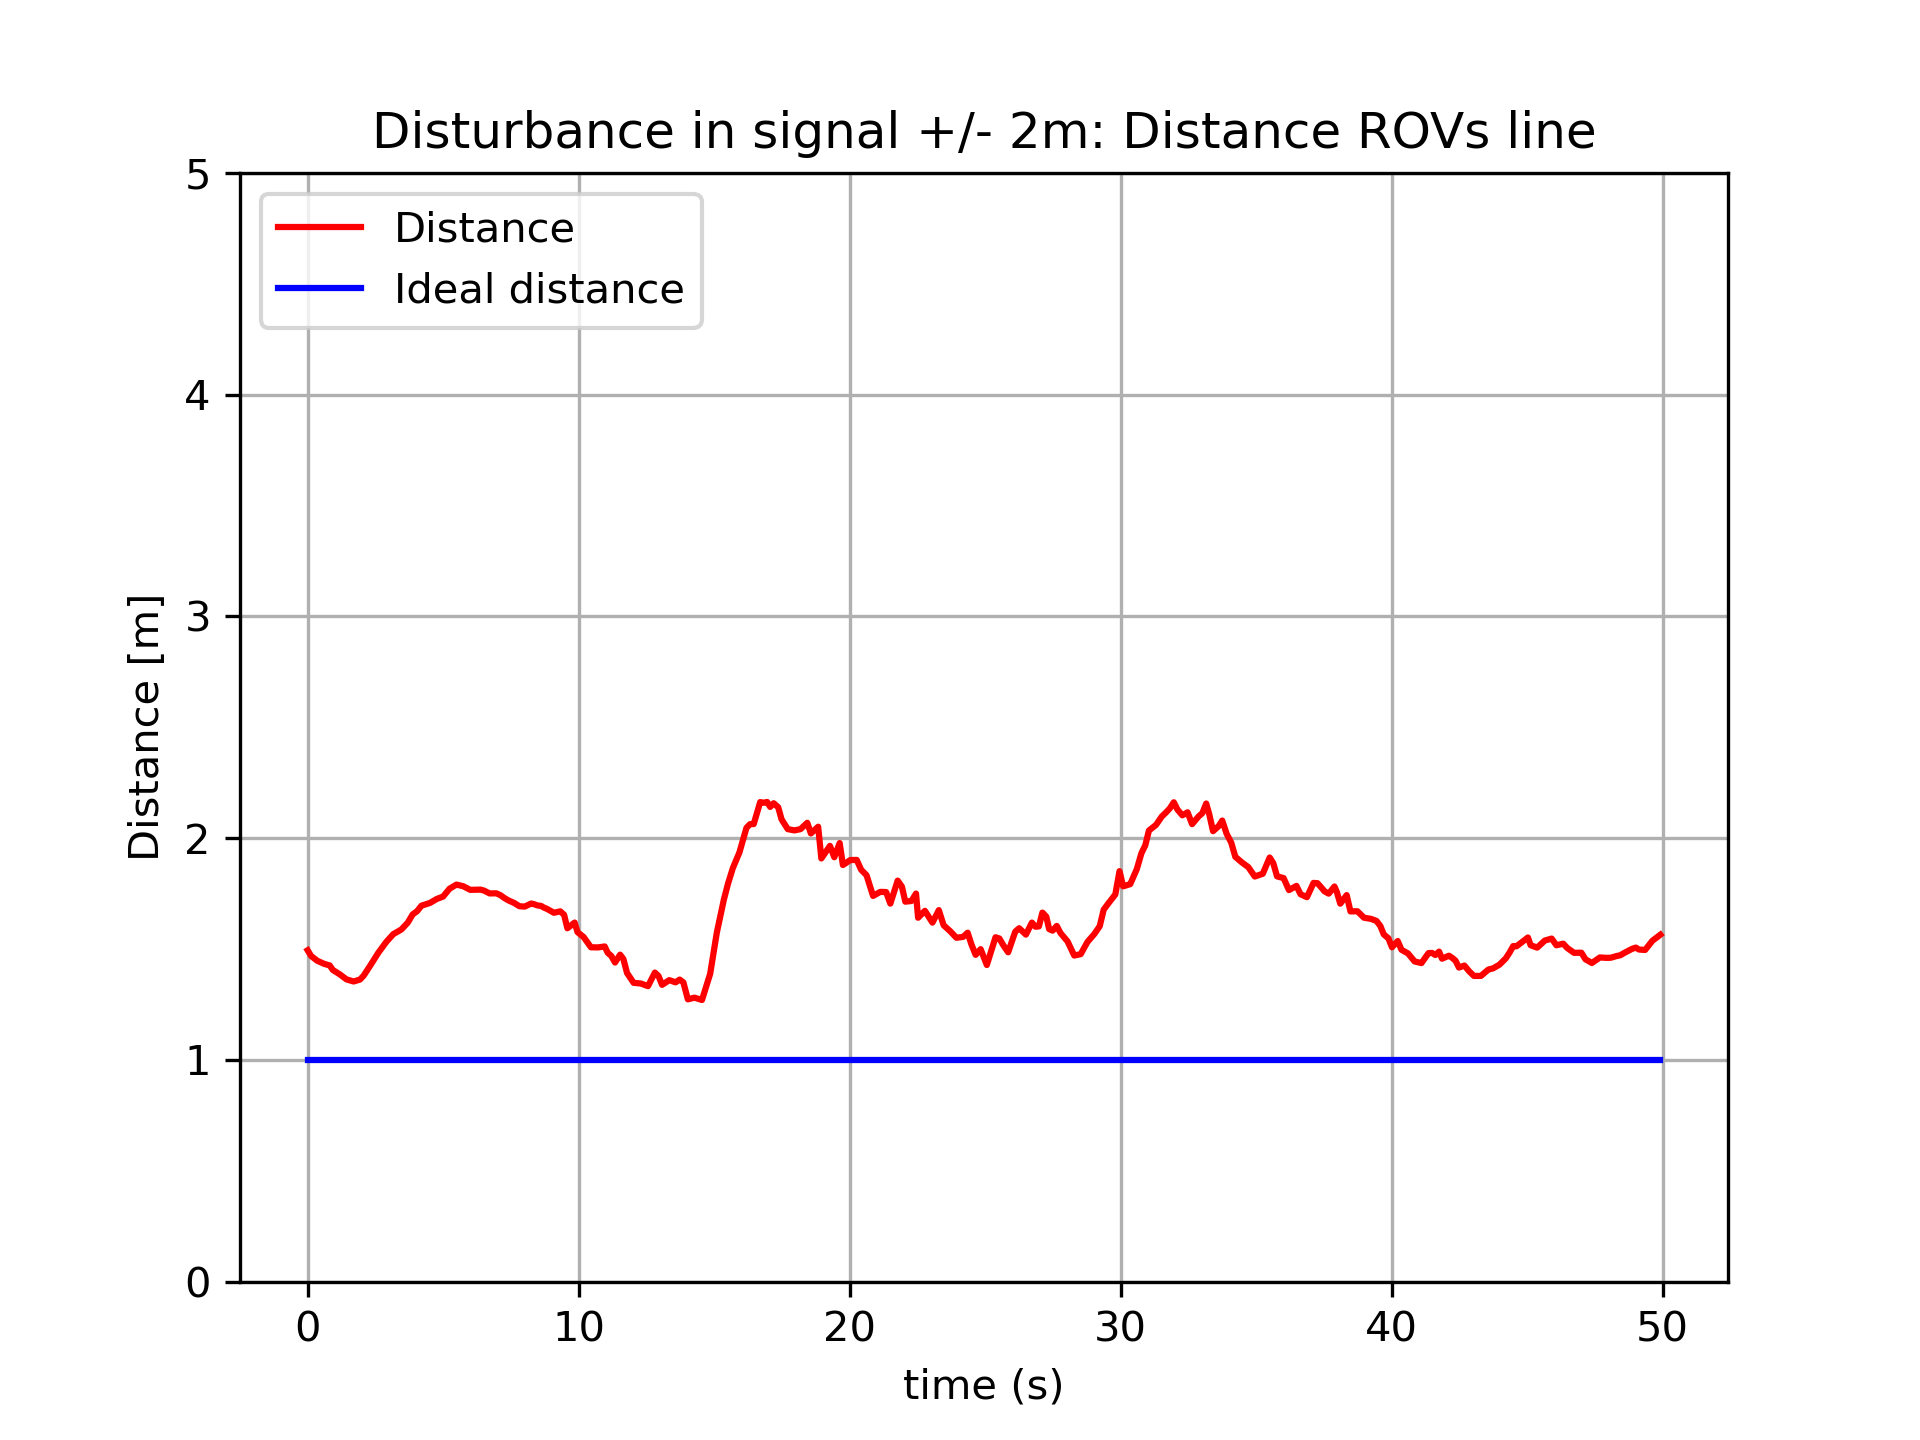 Disturbance in signal +/- 2m: Distance ROVs line
Distance
Ideal distance
5
4
3
2
1
0
Distance [m]
0 10 20 30 40 50
time (s)